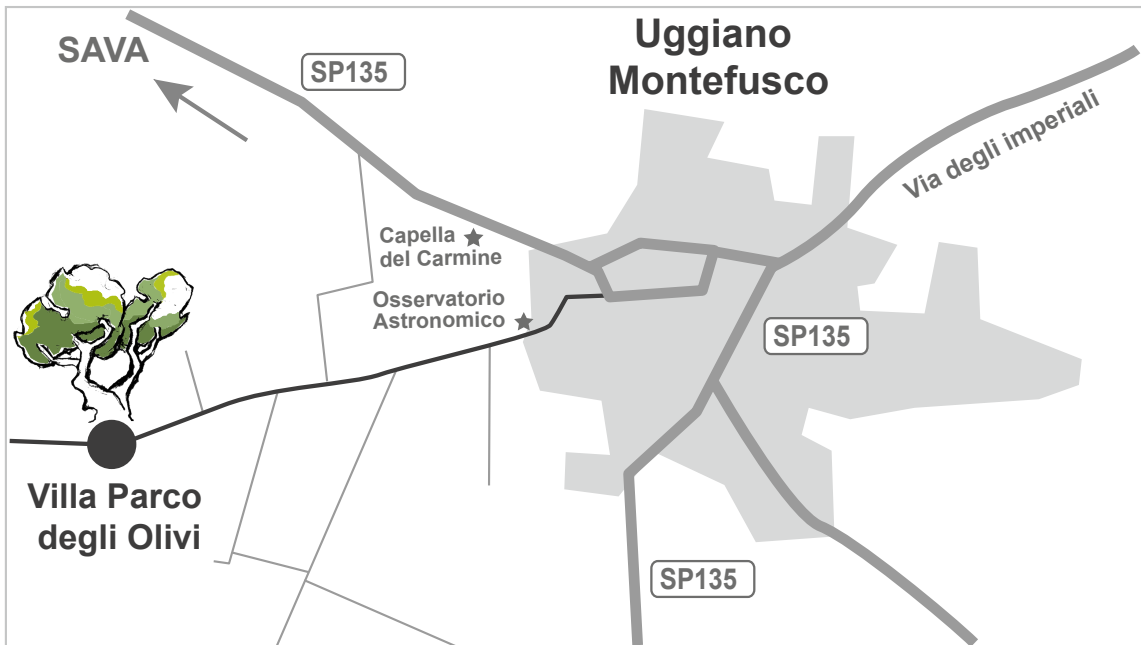 SAVA
SP135
Uggiano
Montefusco
Via degli imperiali
Capella
del Carmine
Osservatorio
Astronomico
SP135
Villa Parco
degli Olivi
SP135